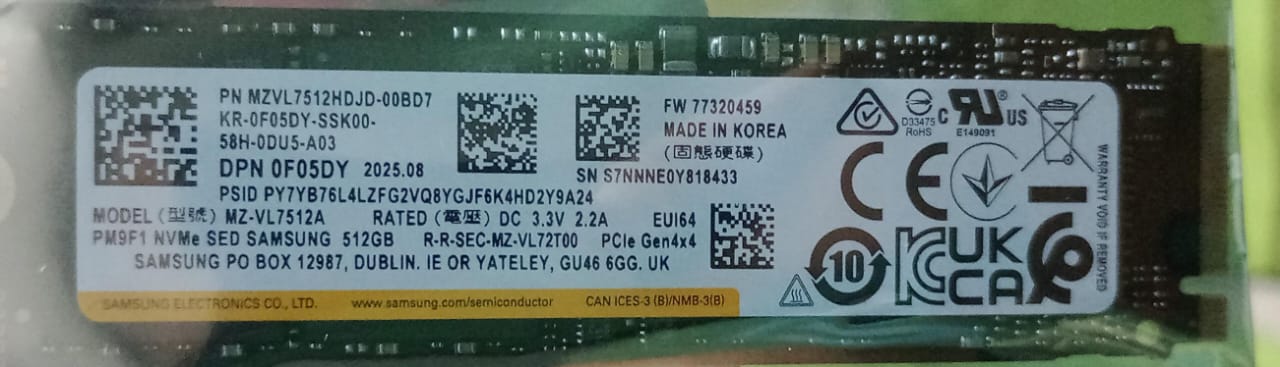 PN MZVL7512HDJD-00BD7
KR-0F05DY-SSK00-
58H-0DU5-A03
DPN 0F05DY 2025.08
PSID PY7YB76L4LZFG2VQ8YGJF6K4HD2Y9A24
FW 77320459
MADE IN KOREA
(固態硬碟)
SN S7NNNE0Y818433
MODEL (型號) MZ-VL7512A RATED (電壓) DC 3.3V 2.2A EUI64
PM9F1 NVMe SED SAMSUNG 512GB R-R-SEC-MZ-VL72T00 PCIe Gen4x4
SAMSUNG PO BOX 12987, DUBLIN. IE OR YATELEY, GU46 6GG. UK
SAMSUNG ELECTRONICS CO., LTD. www.samsung.com/semiconductor CAN ICES-3 (B)/NMB-3(B)
D33475
RoHS
C RU® US
E149091
CE
10
KC
UK
CA
WARRANTY VOID IF REMOVED